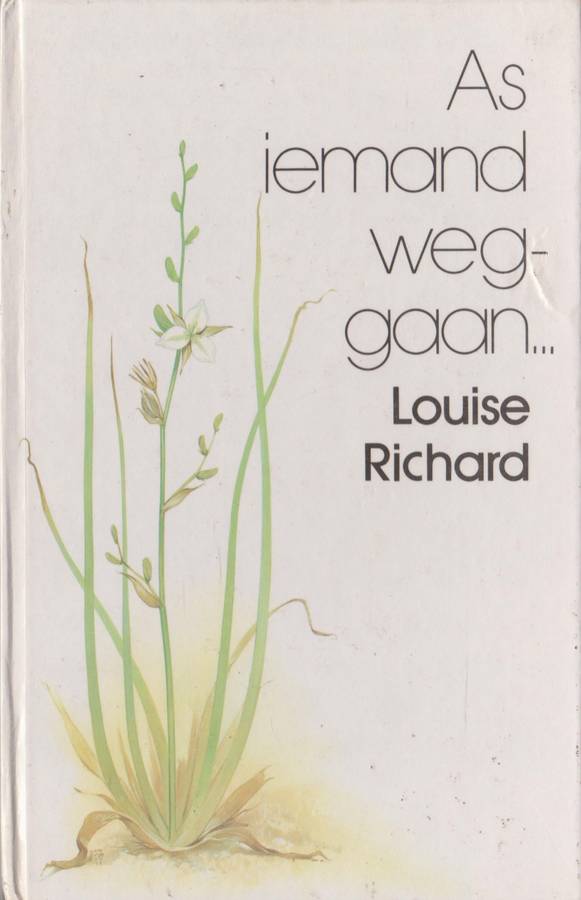 As
iemand
weg-
gaan...
Louise
Richard